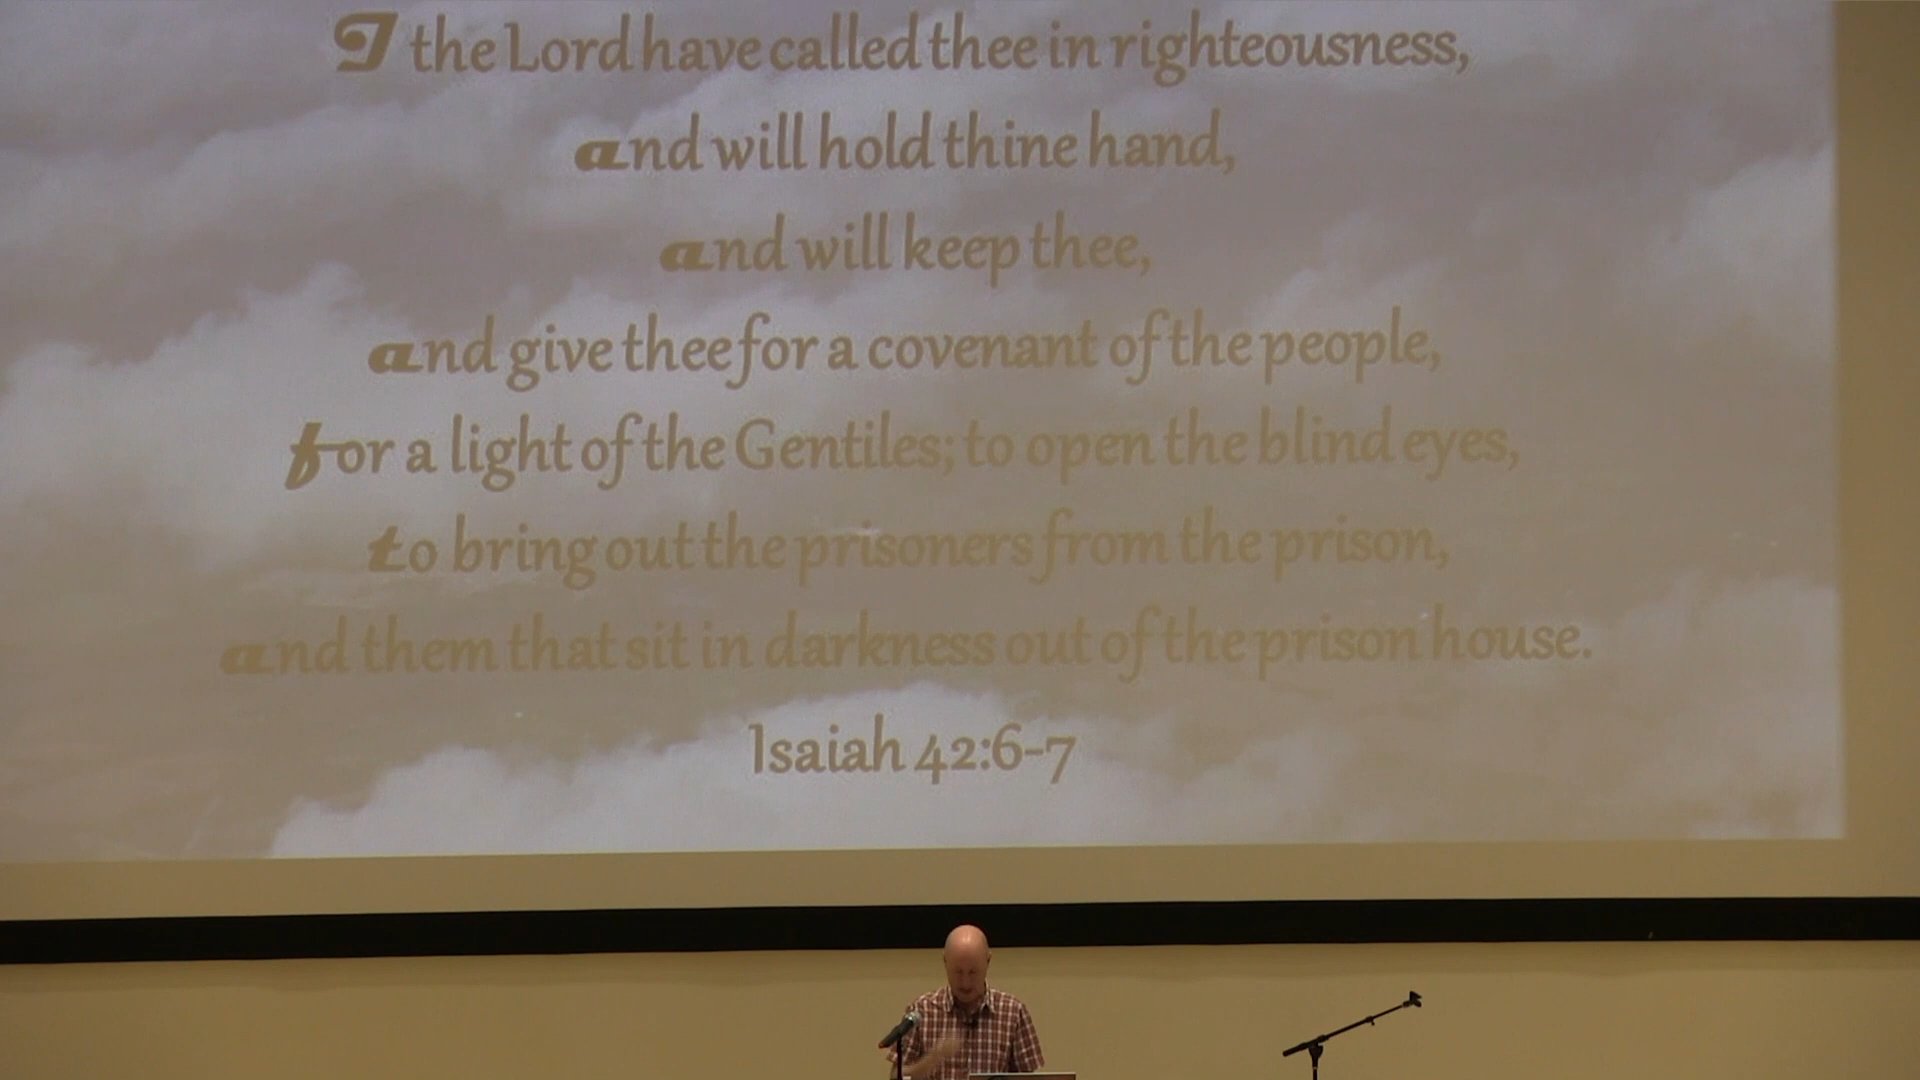 I the Lord have called thee in righteousness,
and will hold thine hand,
and will keep thee,
and give thee for a covenant of the people,
for a light of the Gentiles; to open the blind eyes,
to bring out the prisoners from the prison,
and them that sit in darkness out of the prison house.
Isaiah 42:6-7